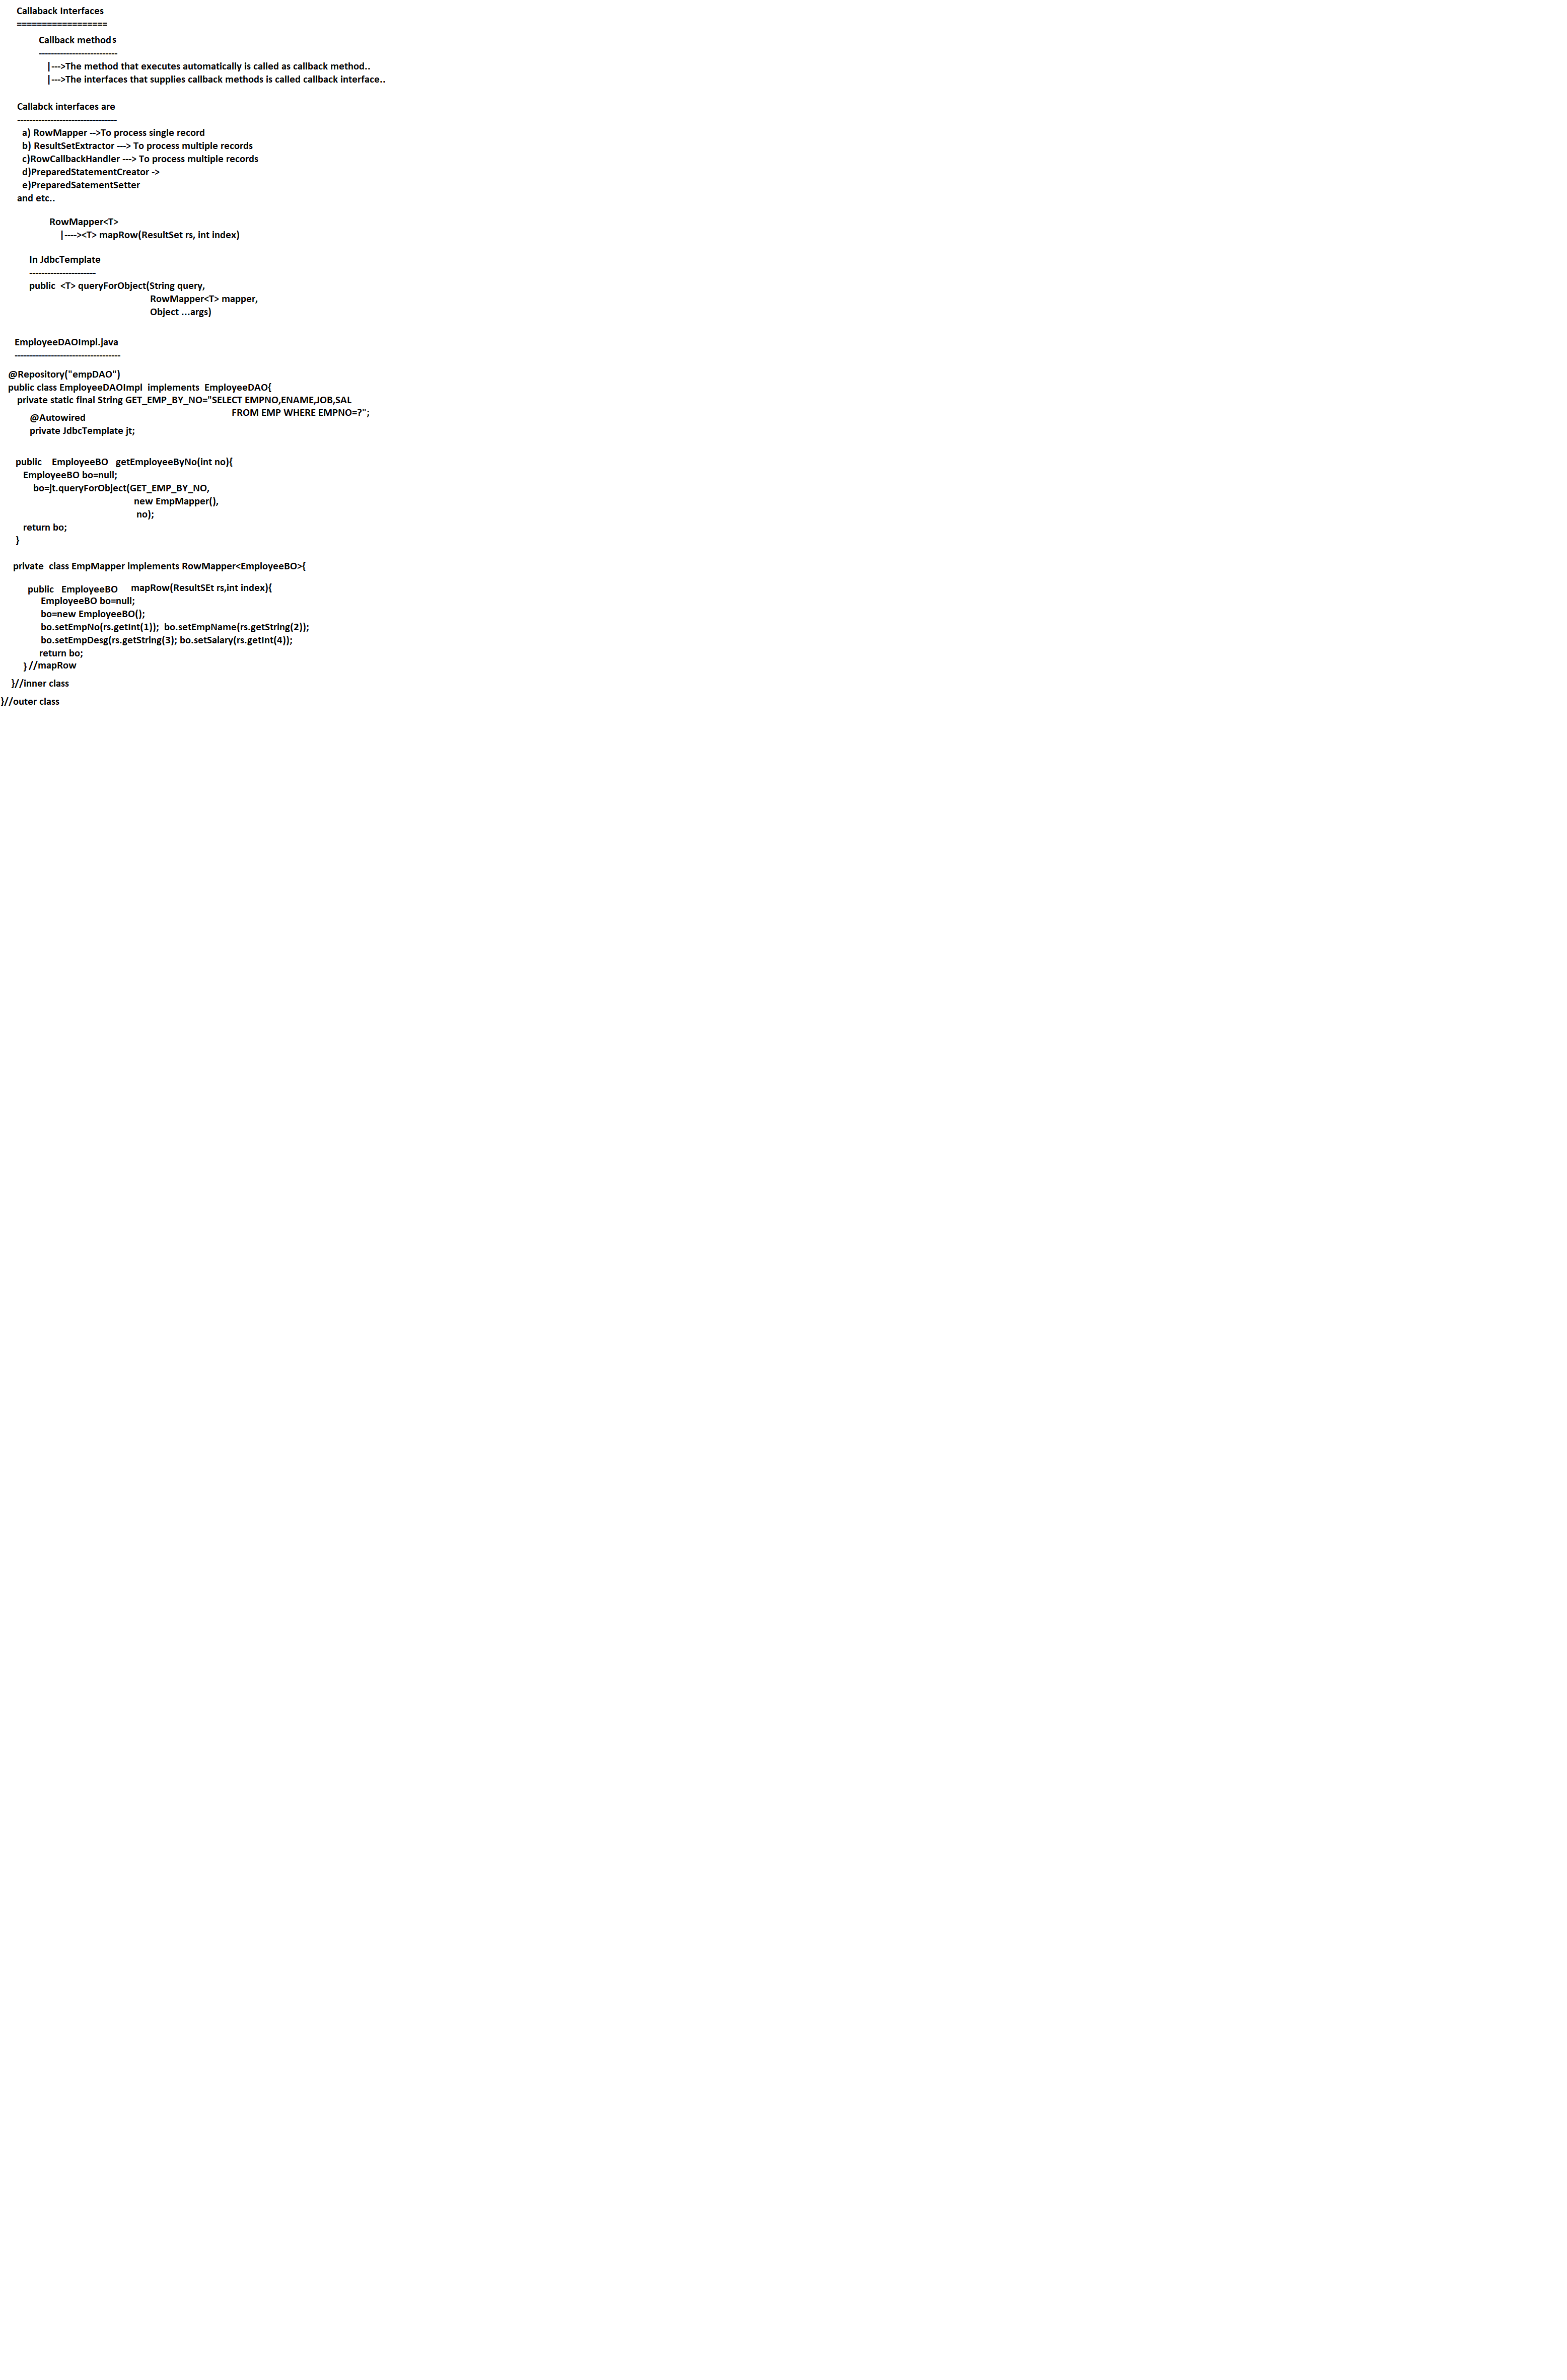 Callaback Interfaces
==================
Callback methods
--------------------------
|--->The method that executes automatically is called as callback method..
|--->The interfaces that supplies callback methods is called callback interface..
Callabck interfaces are
---------------------------------
a) RowMapper -->To process single record
b) ResultSetExtractor ---> To process multiple records
c)RowCallbackHandler ---> To process multiple records
d)PreparedStatementCreator ->
e)PreparedSatementSetter
and etc..
RowMapper<T>
|----><T> mapRow(ResultSet rs, int index)
In JdbcTemplate
----------------------
public <T> queryForObject(String query,
RowMapper<T> mapper,
Object ...args)
EmployeeDAOImpl.java
-----------------------------------
@Repository("empDAO")
public class EmployeeDAOImpl implements EmployeeDAO{
private static final String GET_EMP_BY_NO="SELECT EMPNO,ENAME,JOB,SAL
FROM EMP WHERE EMPNO=?";
@Autowired
private JdbcTemplate jt;
public EmployeeBO getEmployeeByNo(int no){
EmployeeBO bo=null;
bo=jt.queryForObject(GET_EMP_BY_NO,
new EmpMapper(),
no);
return bo;
}
private class EmpMapper implements RowMapper<EmployeeBO>{
public EmployeeBO mapRow(ResultSEt rs,int index){
EmployeeBO bo=null;
bo=new EmployeeBO();
bo.setEmpNo(rs.getInt(1)); bo.setEmpName(rs.getString(2));
bo.setEmpDesg(rs.getString(3); bo.setSalary(rs.getInt(4));
return bo;
} //mapRow
}//inner class
}//outer class